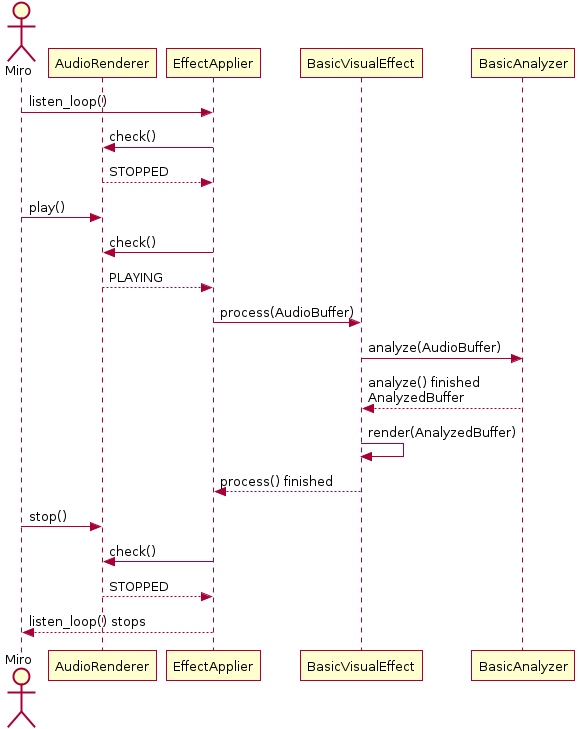 Miro
AudioRenderer
EffectApplier
BasicVisualEffect
BasicAnalyzer
listen_loop()
check()
STOPPED
play()
check()
PLAYING
process(AudioBuffer)
analyze(AudioBuffer)
analyze() finished
AnalyzedBuffer
render(AnalyzedBuffer)
process() finished
stop()
check()
STOPPED
listen_loop() stops
Miro
AudioRenderer
EffectApplier
BasicVisualEffect
BasicAnalyzer